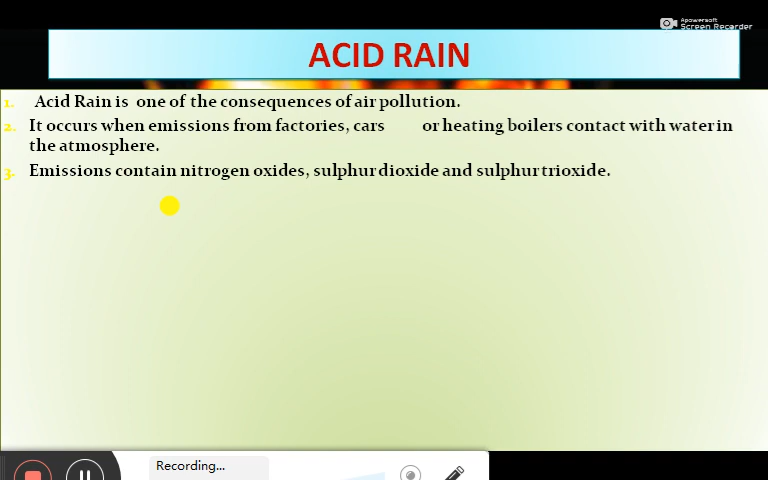 Apowersoft
Screen Recorder
ACID RAIN
1. Acid Rain is one of the consequences of air pollution.
2. It occurs when emissions from factories, cars or heating boilers contact with water in
the atmosphere.
3. Emissions contain nitrogen oxides, sulphur dioxide and sulphur trioxide.
Recording...